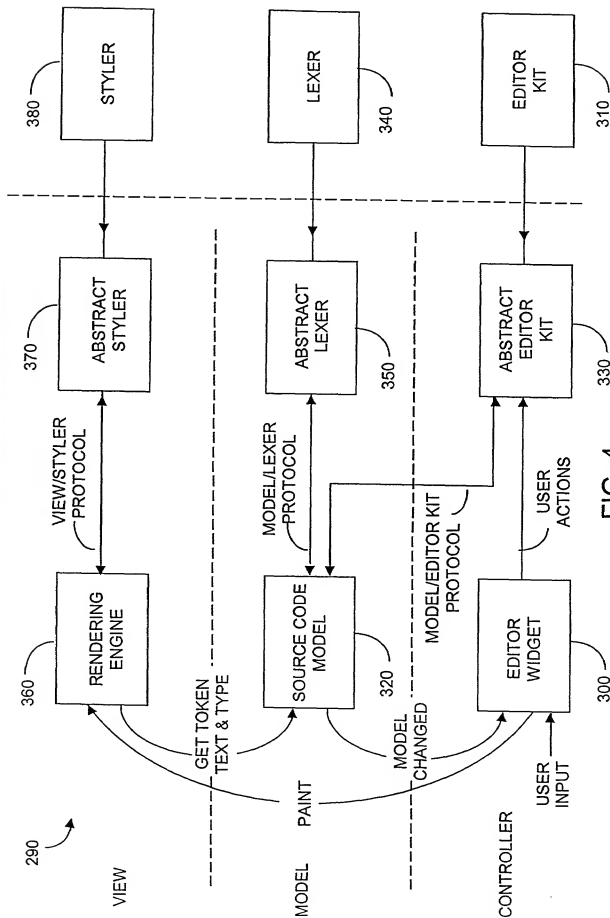 380
STYLER
370
ABSTRACT
STYLER
VIEW/STYLER
PROTOCOL
360
RENDERING
ENGINE
290
VIEW
GET TOKEN
TEXT & TYPE
340
LEXER
ABSTRACT
LEXER
350
MODEL/LEXER
PROTOCOL
SOURCE CODE
MODEL
320
PAINT
MODEL
MODEL
CHANGED
MODEL/EDITOR KIT
PROTOCOL
EDITOR
KIT
310
ABSTRACT
EDITOR
KIT
330
USER
ACTIONS
EDITOR
WIDGET
300
USER
INPUT
CONTROLLER
FIG. 4